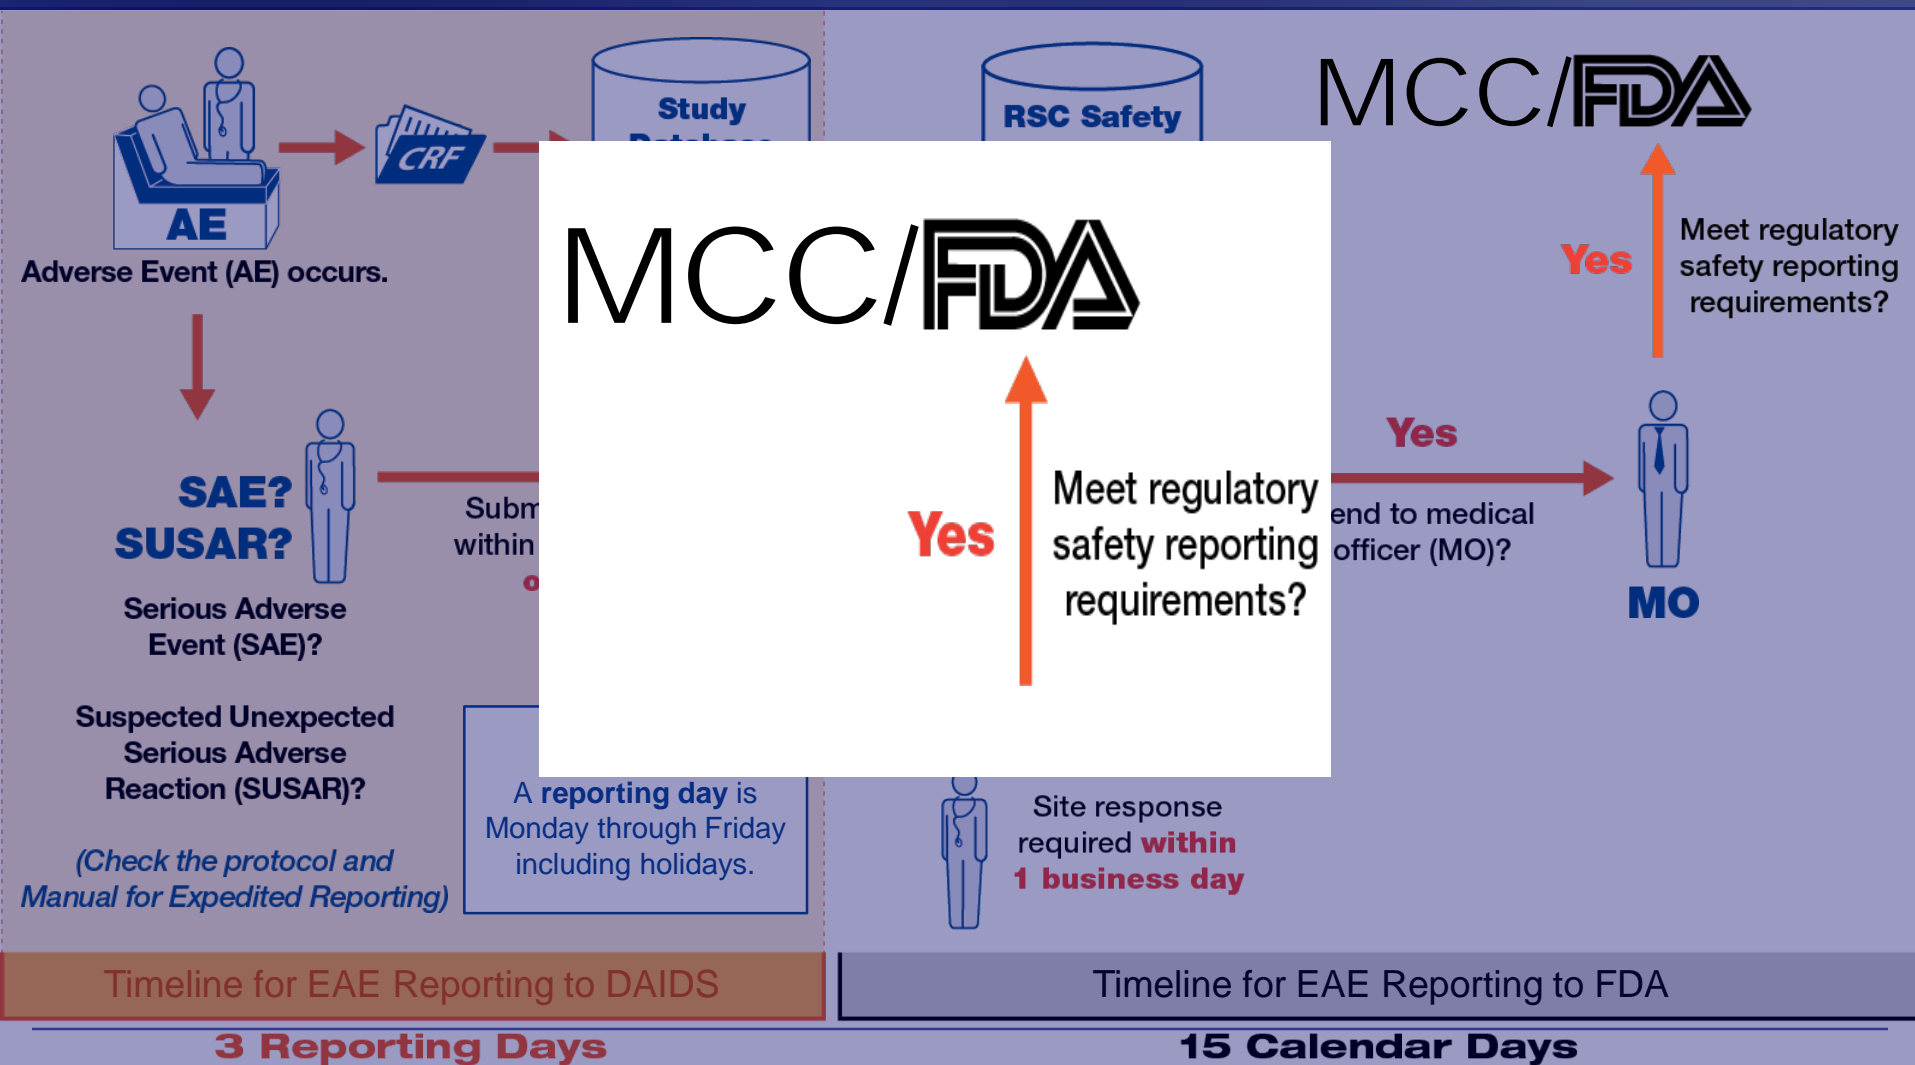 Study
Database
RSC Safety
MCC/FDA
CRF
AE
Adverse Event (AE) occurs.
Yes
Meet regulatory
safety reporting
requirements?
MCC/FDA
Yes
Meet regulatory
safety reporting
requirements?
SAE?
SUSAR?
within
Serious Adverse
Event (SAE)?
Suspected Unexpected
Serious Adverse
Reaction (SUSAR)?
(Check the protocol and
Manual for Expedited Reporting)
Yes
to medical
officer (MO)?
MO
A reporting day is
Monday through Friday
including holidays.
Site response
required within
1 business day
Timeline for EAE Reporting to DAIDS
Timeline for EAE Reporting to FDA
3 Reporting Days
15 Calendar Days